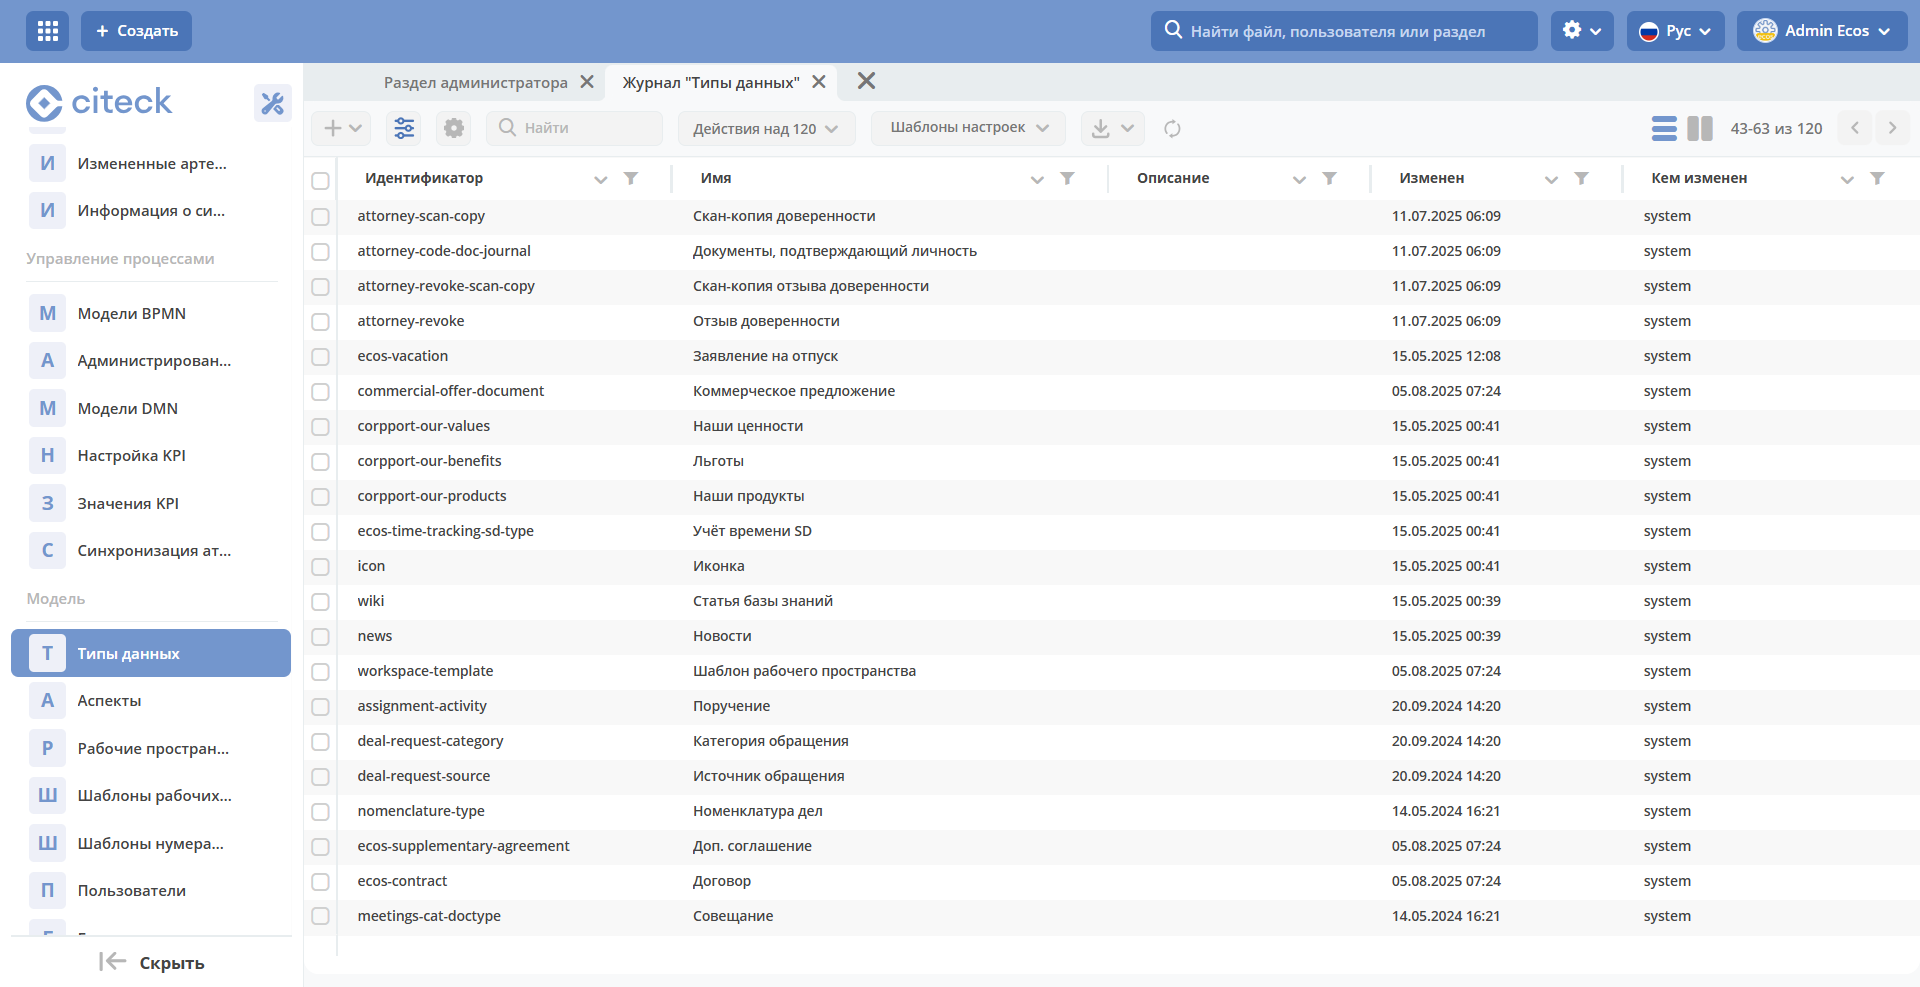 Создать
Найти файл, пользователя или раздел
Рус
Admin Ecos
citeck
И Измененные арте...
И Информация о си...
Управление процессами
М Модели BPMN
А Администрирован...
М Модели DMN
Н Настройка KPI
З Значения KPI
С Синхронизация ат...
Модель
Т Типы данных
А Аспекты
Р Рабочие простран...
Ш Шаблоны рабочих...
Ш Шаблоны нумера...
П Пользователи
Скрыть
Раздел администратора
Журнал "Типы данных"
Найти
Действия над 120
Шаблоны настроек
43-63 из 120
Идентификатор Имя Описание Изменен Кем изменен
attorney-scan-copy Скан-копия доверенности 11.07.2025 06:09 system
attorney-code-doc-journal Документы, подтверждающий личность 11.07.2025 06:09 system
attorney-revoke-scan-copy Скан-копия отзыва доверенности 11.07.2025 06:09 system
attorney-revoke Отзыв доверенности 11.07.2025 06:09 system
ecos-vacation Заявление на отпуск 15.05.2025 12:08 system
commercial-offer-document Коммерческое предложение 05.08.2025 07:24 system
corpport-our-values Наши ценности 15.05.2025 00:41 system
corpport-our-benefits Льготы 15.05.2025 00:41 system
corpport-our-products Наши продукты 15.05.2025 00:41 system
ecos-time-tracking-sd-type Учёт времени SD 15.05.2025 00:41 system
icon Иконка 15.05.2025 00:41 system
wiki Статья базы знаний 15.05.2025 00:39 system
news Новости 15.05.2025 00:39 system
workspace-template Шаблон рабочего пространства 05.08.2025 07:24 system
assignment-activity Поручение 20.09.2024 14:20 system
deal-request-category Категория обращения 20.09.2024 14:20 system
deal-request-source Источник обращения 20.09.2024 14:20 system
nomenclature-type Номенклатура дел 14.05.2024 16:21 system
ecos-supplementary-agreement Доп. соглашение 05.08.2025 07:24 system
ecos-contract Договор 05.08.2025 07:24 system
meetings-cat-doctype Совещание 14.05.2024 16:21 system